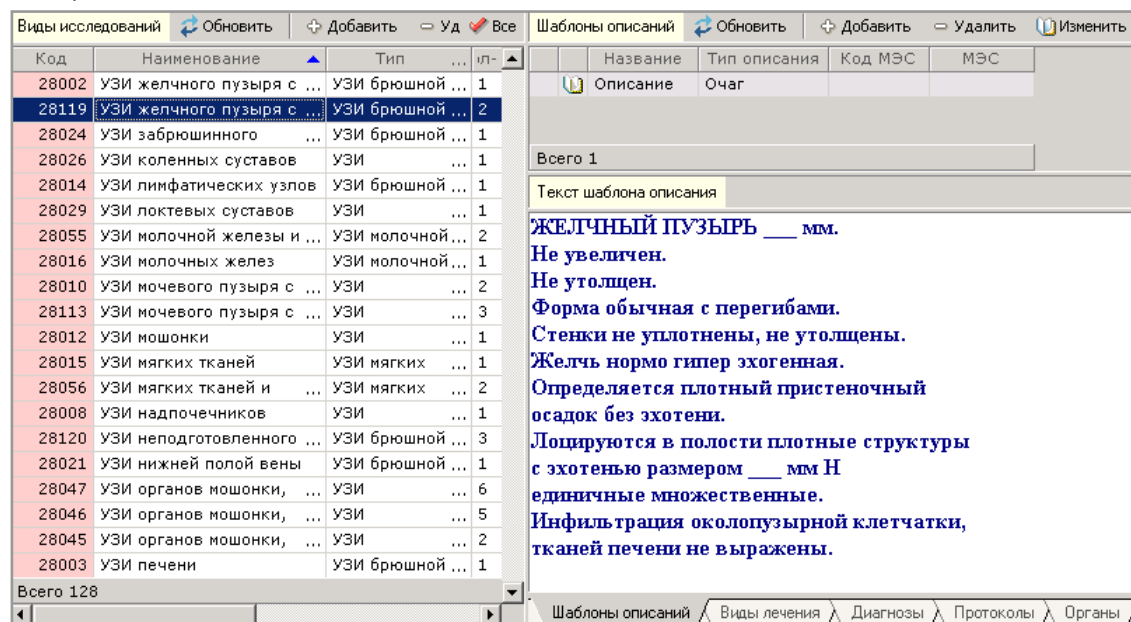 Виды исследований Обновить Добавить Уд Все
Код Наименование Тип ... ол-
28002 УЗИ желчного пузыря с ... УЗИ брюшной ... 1
28119 УЗИ желчного пузыря с ... УЗИ брюшной ... 2
28024 УЗИ забрюшинного ... УЗИ брюшной ... 1
28026 УЗИ коленных суставов УЗИ ... 1
28014 УЗИ лимфатических узлов УЗИ брюшной ... 1
28029 УЗИ локтевых суставов УЗИ ... 1
28055 УЗИ молочной железы и ... УЗИ молочной... 2
28016 УЗИ молочных желез УЗИ молочной... 1
28010 УЗИ мочевого пузыря с ... УЗИ ... 2
28113 УЗИ мочевого пузыря с ... УЗИ ... 3
28012 УЗИ мошонки УЗИ ... 1
28015 УЗИ мягких тканей УЗИ мягких ... 1
28056 УЗИ мягких тканей и ... УЗИ мягких ... 2
28008 УЗИ надпочечников УЗИ ... 1
28120 УЗИ неподготовленного ... УЗИ брюшной ... 3
28021 УЗИ нижней полой вены УЗИ брюшной ... 1
28047 УЗИ органов мошонки, ... УЗИ ... 6
28046 УЗИ органов мошонки, ... УЗИ ... 5
28045 УЗИ органов мошонки, ... УЗИ ... 2
28003 УЗИ печени УЗИ брюшной ... 1
Всего 128
Шаблоны описаний Обновить Добавить Удалить Изменить
Название Тип описания Код МЭС МЭС
Описание Очаг
Всего 1
Текст шаблона описания
ЖЕЛЧНЫЙ ПУЗЫРЬ ___ мм.
Не увеличен.
Не утолщен.
Форма обычная с перегибами.
Стенки не уплотнены, не утолщены.
Желчь нормо гипер эхогенная.
Определяется плотный пристеночный
осадок без эхотени.
Лоцируются в полости плотные структуры
с эхотенью размером ___ мм Н
единичные множественные.
Инфильтрация околопузырной клетчатки,
тканей печени не выражены.
Шаблоны описаний Виды лечения Диагнозы Протоколы Органы